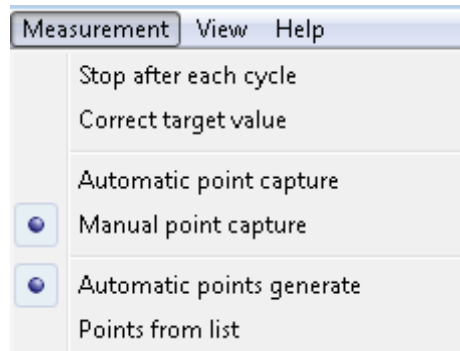 Measurement View Help
Stop after each cycle
Correct target value
Automatic point capture
Manual point capture
Automatic points generate
Points from list